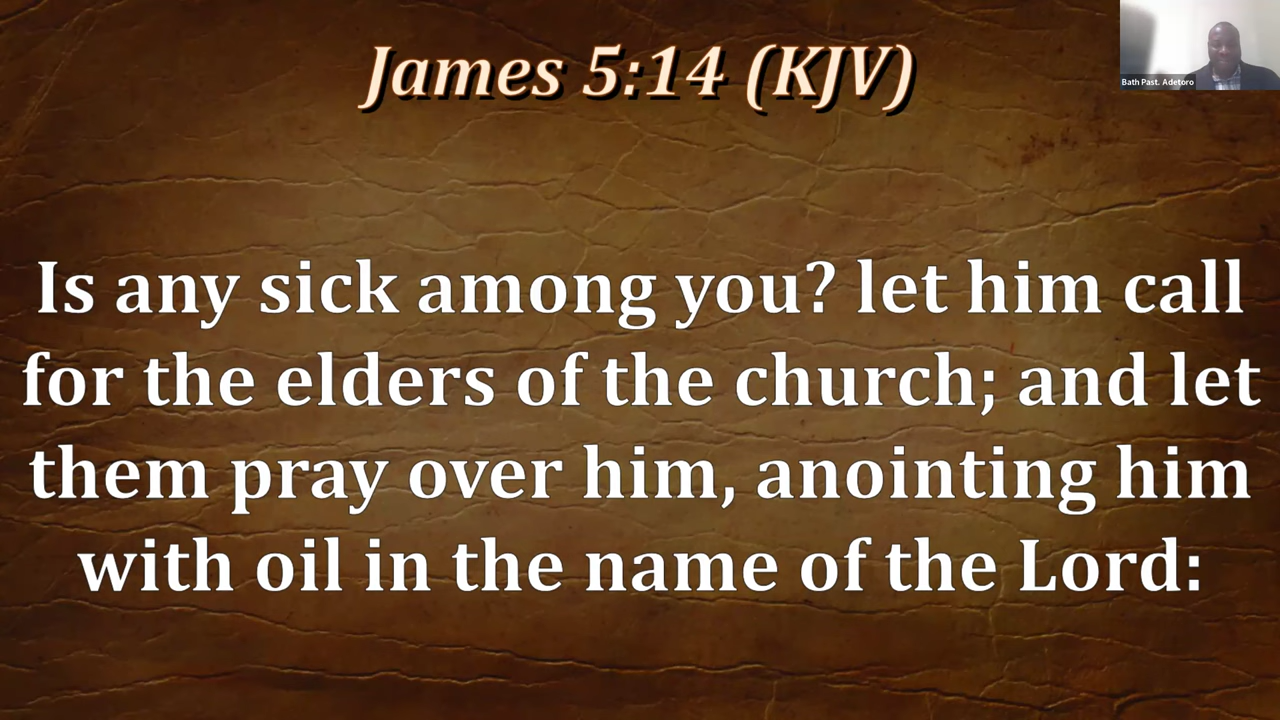 James 5:14 (KJV)
Bath Past. Adetoro
Is any sick among you? let him call
for the elders of the church; and let
them pray over him, anointing him
with oil in the name of the Lord: